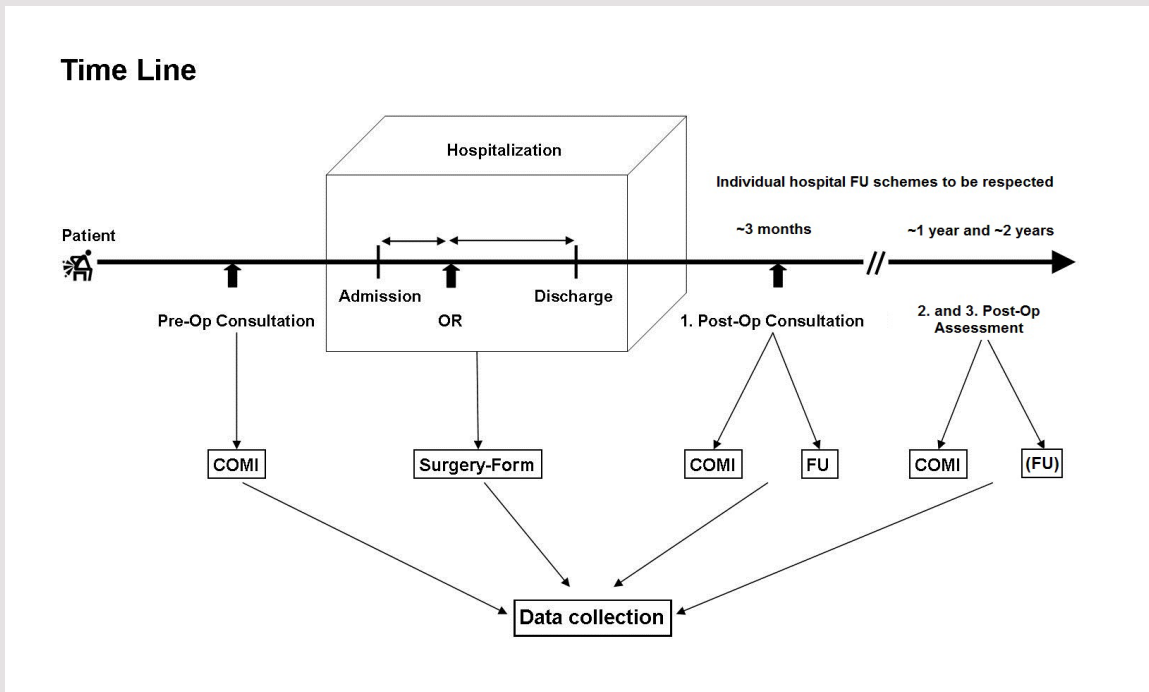 Time Line
Hospitalization
Individual hospital FU schemes to be respected
Patient
~3 months
~1 year and ~2 years
Admission
Discharge
Pre-Op Consultation
OR
1. Post-Op Consultation
2. and 3. Post-Op
Assessment
COMI
Surgery-Form
COMI
FU
COMI
(FU)
Data collection